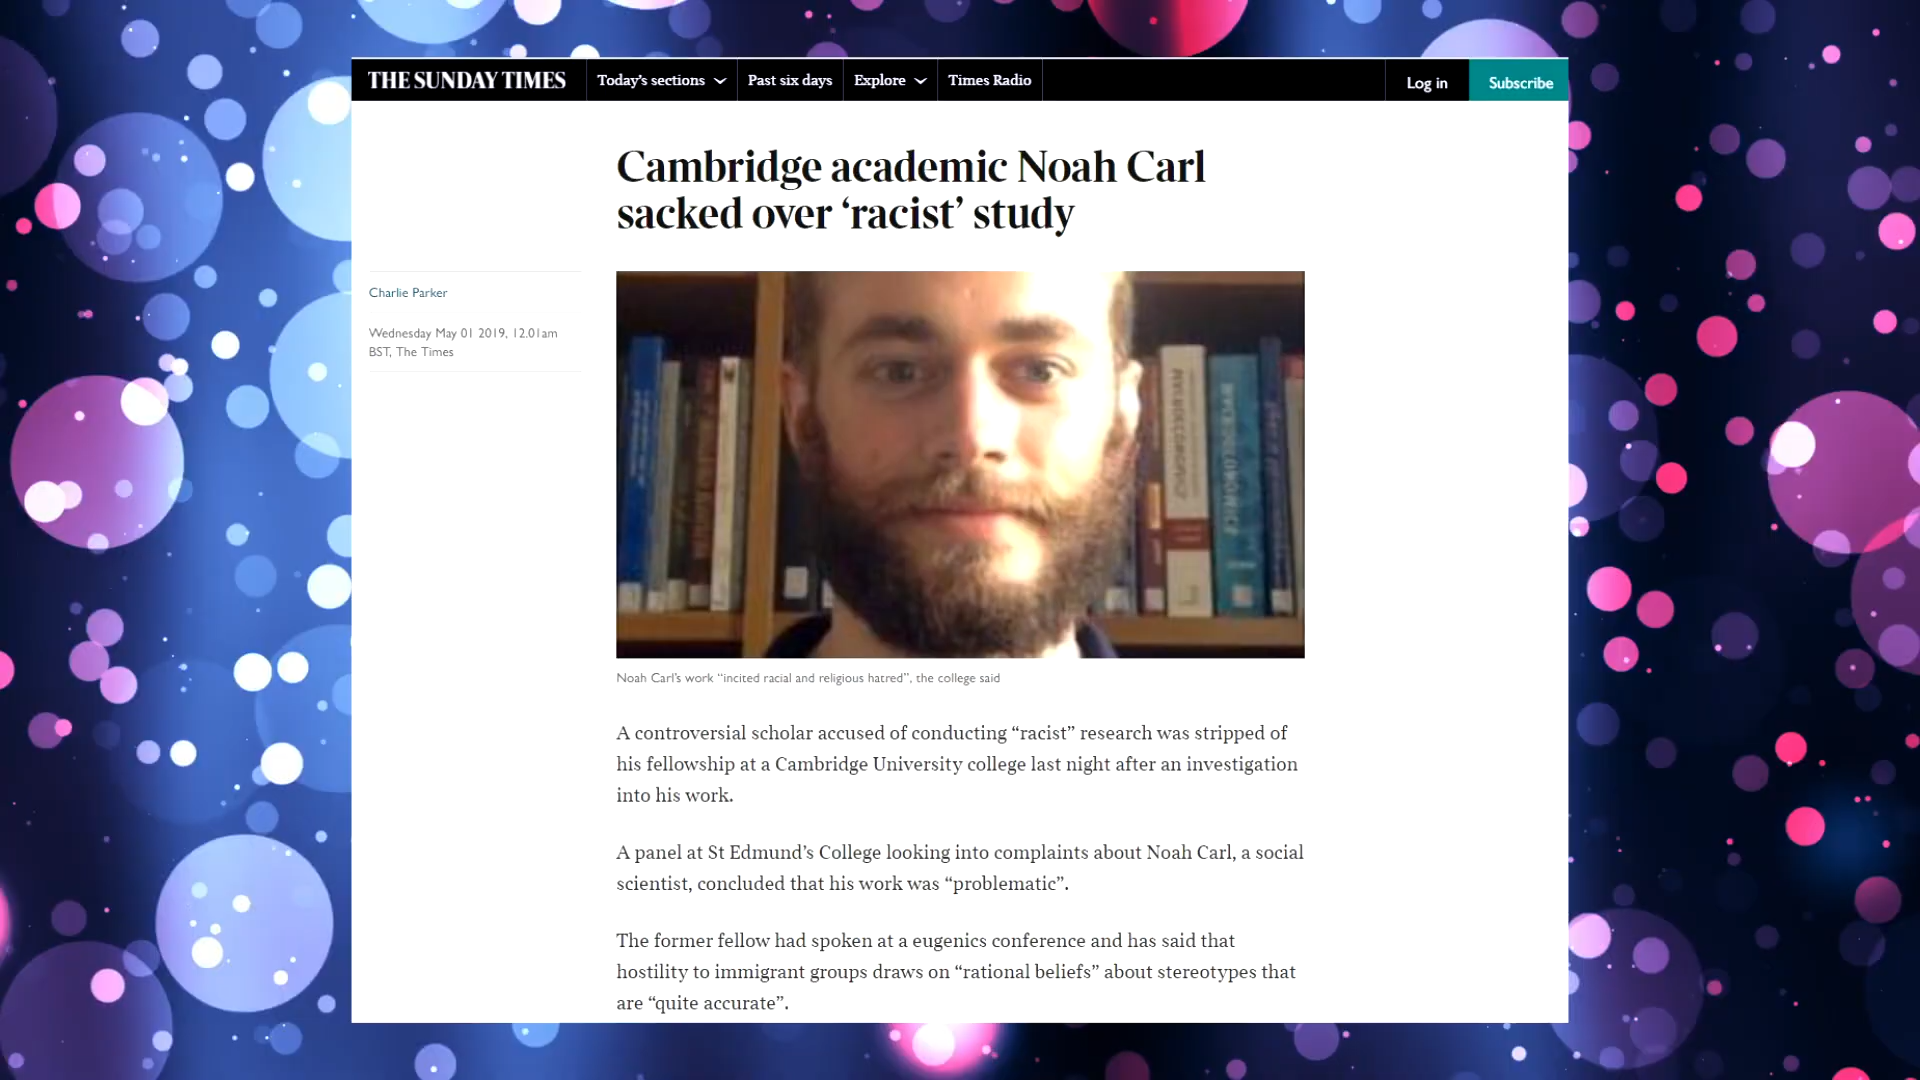 THE SUNDAY TIMES
Today's sections
Past six days
Explore
Times Radio
Log in
Subscribe
Cambridge academic Noah Carl
sacked over ‘racist’ study
Charlie Parker
Wednesday May 01 2019, 12.01am
BST, The Times
Noah Carl’s work “incited racial and religious hatred”, the college said
A controversial scholar accused of conducting “racist” research was stripped of
his fellowship at a Cambridge University college last night after an investigation
into his work.
A panel at St Edmund’s College looking into complaints about Noah Carl, a social
scientist, concluded that his work was “problematic”.
The former fellow had spoken at a eugenics conference and has said that
hostility to immigrant groups draws on “rational beliefs” about stereotypes that
are “quite accurate”.